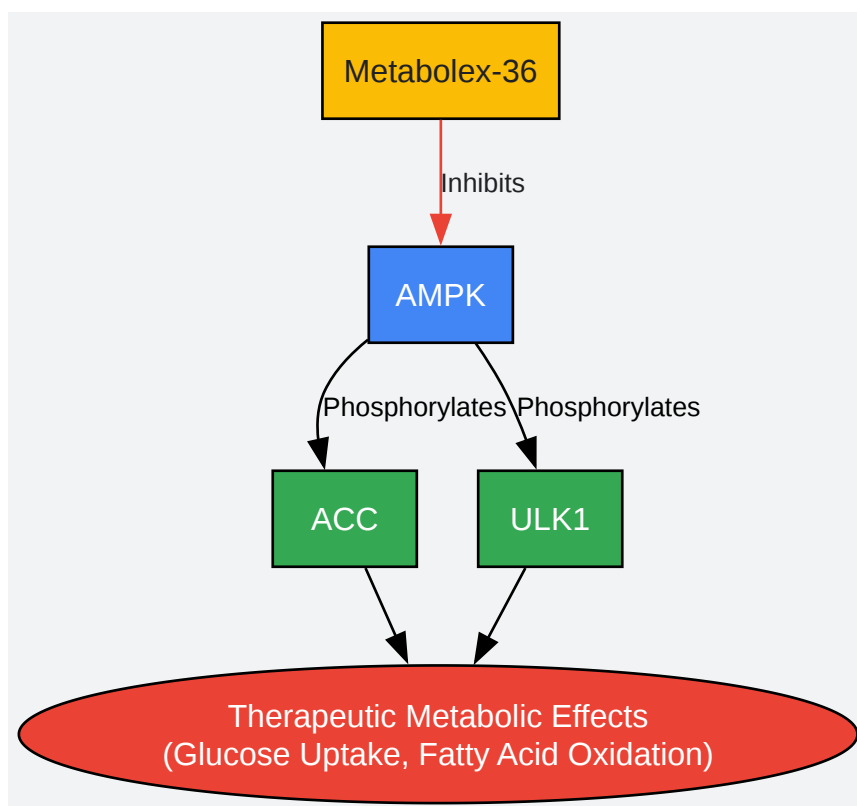 Metabolex-36
Inhibits
AMPK
Phosphorylates
Phosphorylates
ACC
ULK1
Therapeutic Metabolic Effects
(Glucose Uptake, Fatty Acid Oxidation)